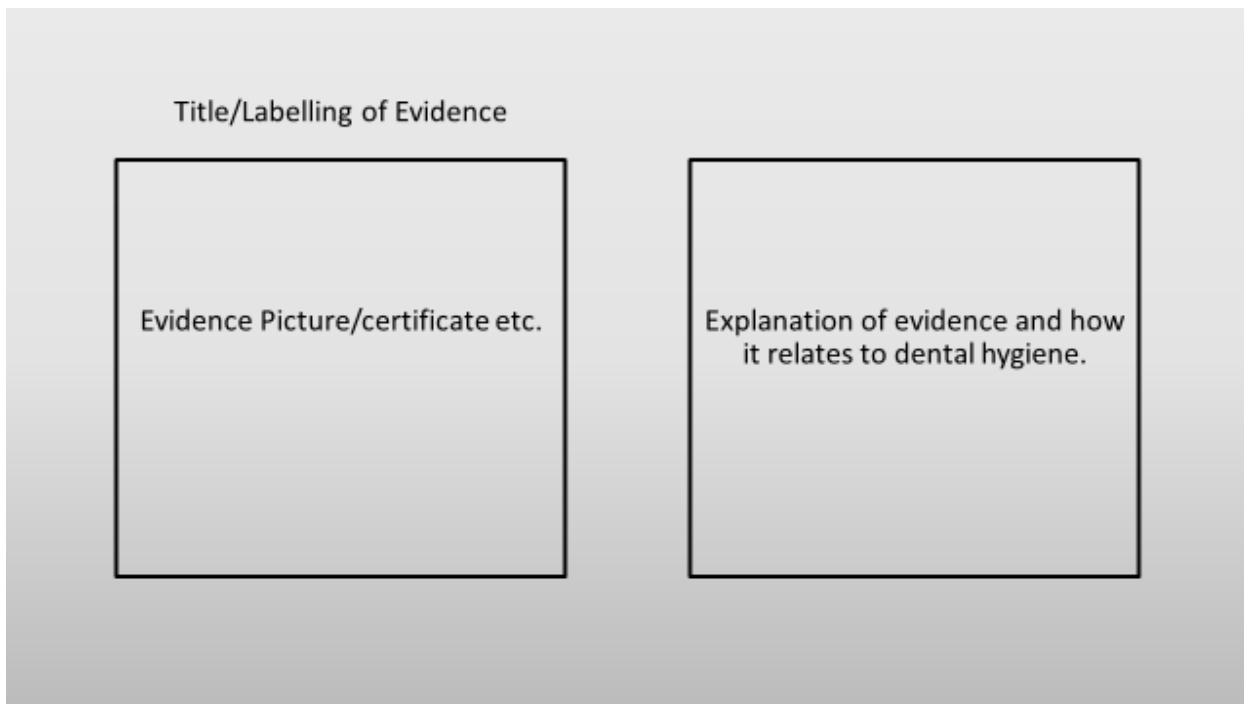 Title/Labelling of Evidence
Evidence Picture/certificate etc.
Explanation of evidence and how
it relates to dental hygiene.